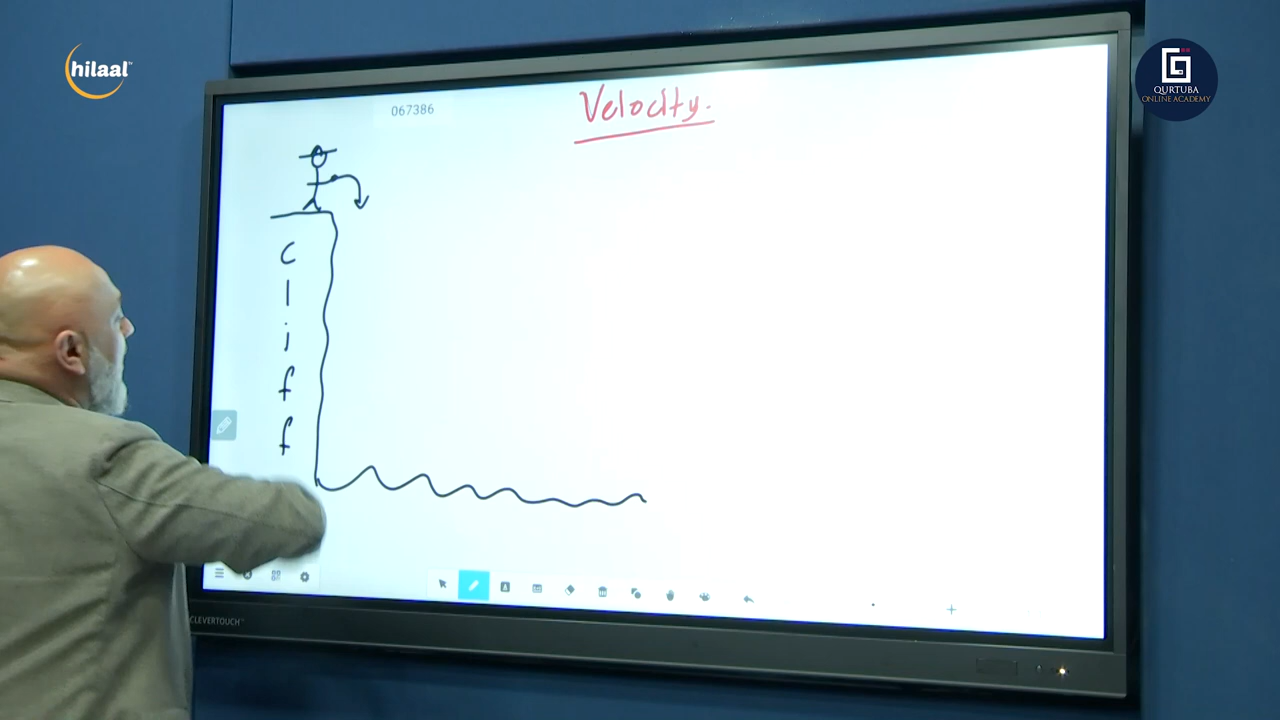 hilaal
QURTUBA
ONLINE ACADEMY
067386
Velocity.
C
l
i
f
f
CLEVERTOUCH